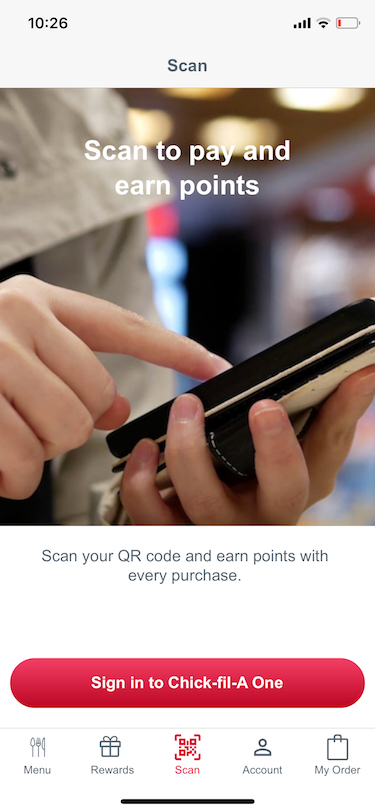 10:26
Scan
Scan to pay and
earn points
Scan your QR code and earn points with
every purchase.
Sign in to Chick-fil-A One
Menu
Rewards
Scan
Account
My Order